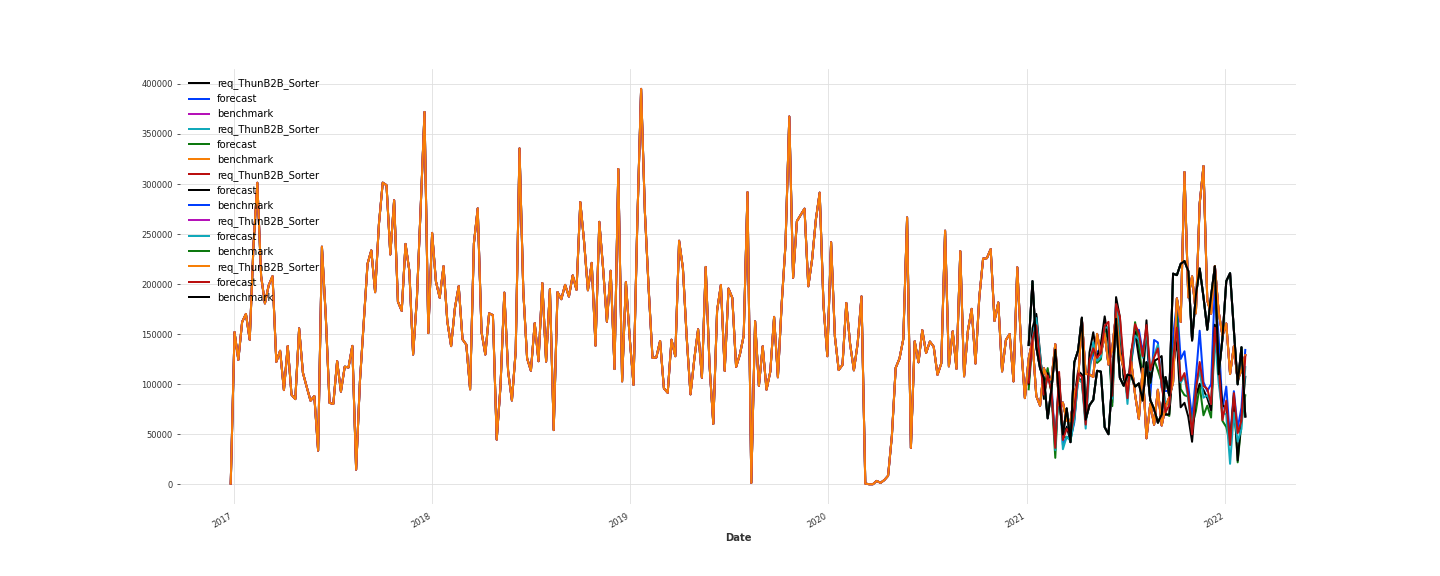 400000
350000
300000
250000
200000
150000
100000
50000
0
req_ThunB2B_Sorter
forecast
benchmark
req_ThunB2B_Sorter
forecast
benchmark
req_ThunB2B_Sorter
forecast
benchmark
req_ThunB2B_Sorter
forecast
benchmark
req_ThunB2B_Sorter
forecast
benchmark
2017
2018
2019
2020
2021
2022
Date